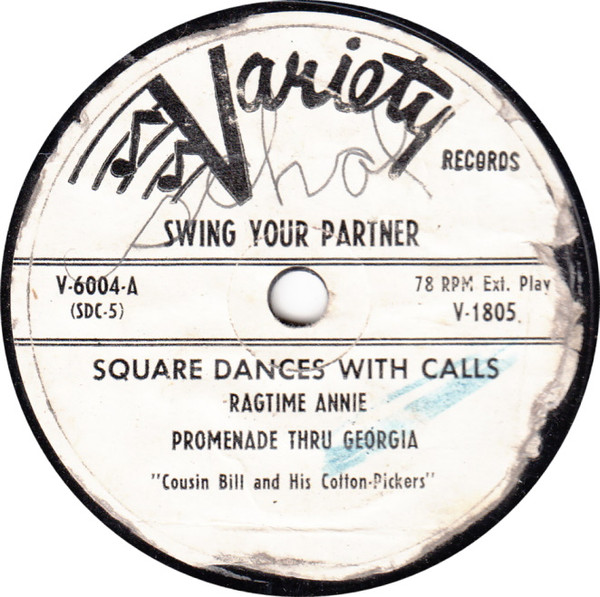 Variety
RECORDS
SWING YOUR PARTNER
V-6004-A
(SDC-5)
78 RPM Ext. Play
V-1805
SQUARE DANCES WITH CALLS
RAGTIME ANNIE
PROMENADE THRU GEORGIA
"Cousin Bill and His Cotton-Pickers"